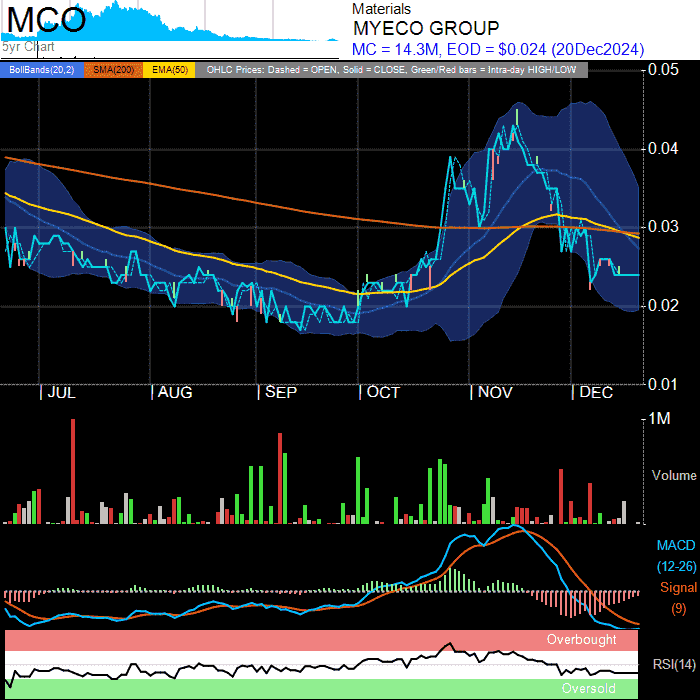 MCO
5yr Chart
Materials
MYECO GROUP
MC = 14.3M, EOD = $0.024 (20Dec2024)
BollBands(20,2) SMA(200) EMA(50) OHLC Prices: Dashed = OPEN, Solid = CLOSE, Green/Red bars = Intra-day HIGH/LOW
0.05
0.04
0.03
0.02
0.01
JUL AUG SEP OCT NOV DEC
1M
Volume
MACD
(12-26)
Signal
(9)
Overbought
RSI(14)
Oversold